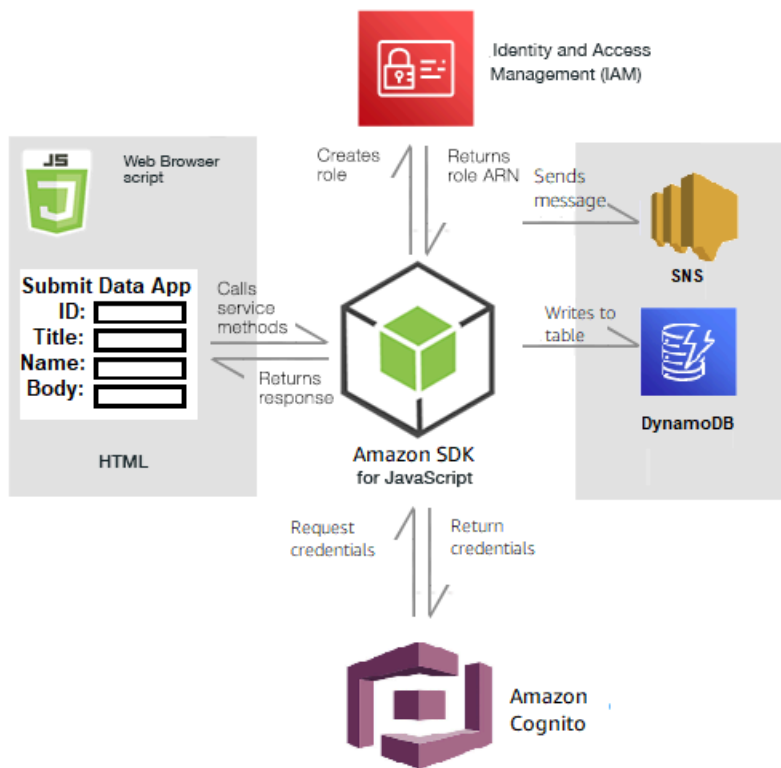 Identity and Access
Management (IAM)
JS
Web Browser
script
Creates
role
Returns
role ARN
Sends
message
SNS
Submit Data App
ID:
Title:
Name:
Body:
Calls
service
methods
Returns
response
Writes to
table
DynamoDB
HTML
Amazon SDK
for JavaScript
Request
credentials
Return
credentials
Amazon
Cognito